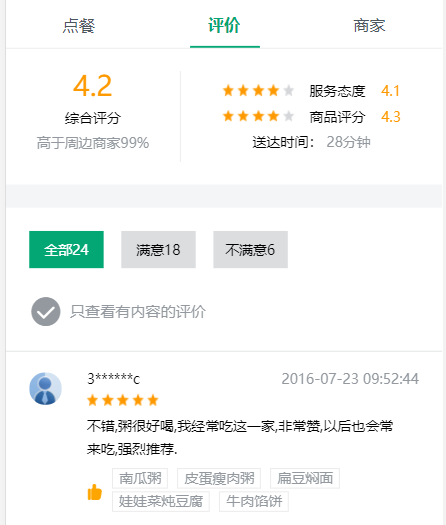 点餐 评价 商家
4.2
综合评分
高于周边商家99%
服务态度 4.1
商品评分 4.3
送达时间： 28分钟
全部24 满意18 不满意6
只查看有内容的评价
3******c 2016-07-23 09:52:44
不错,粥很好喝,我经常吃这一家,非常赞,以后也会常
来吃,强烈推荐.
南瓜粥 皮蛋瘦肉粥 扁豆焖面
娃娃菜炖豆腐 牛肉馅饼